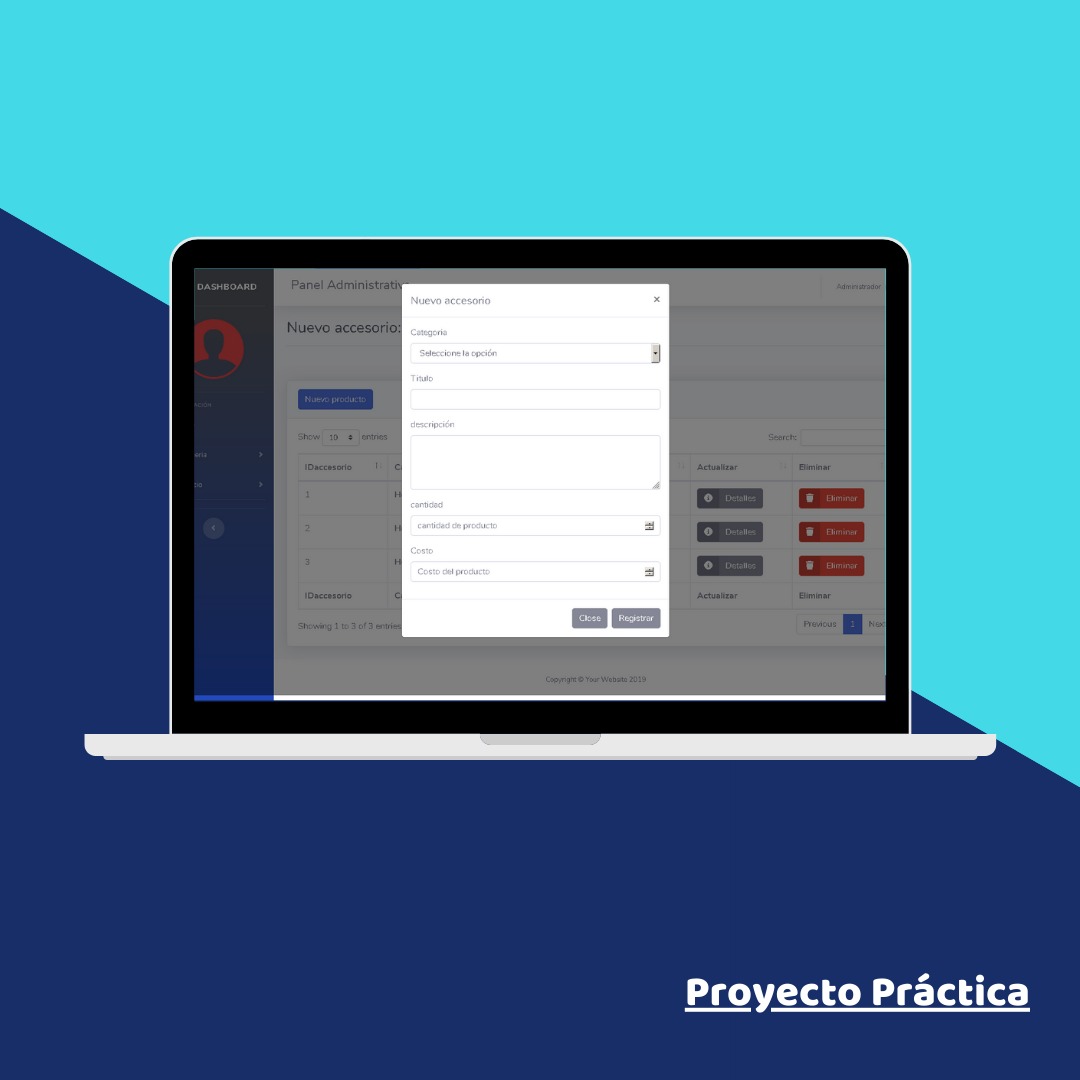 DASHBOARD
Panel Administrativo
Administrador
Nuevo accesorio:
Nuevo accesorio
×
Categoria
Seleccione la opción
Titulo
descripción
cantidad
cantidad de producto
Costo
Costo del producto
Close
Registrar
Nuevo producto
Show 10 entries
Search:
IDaccesorio
Actualizar
Eliminar
1
Detalles
Eliminar
2
Detalles
Eliminar
3
Detalles
Eliminar
IDaccesorio
Actualizar
Eliminar
Showing 1 to 3 of 3 entries
Previous
1
Copyright © Your Website 2019
Proyecto Práctica